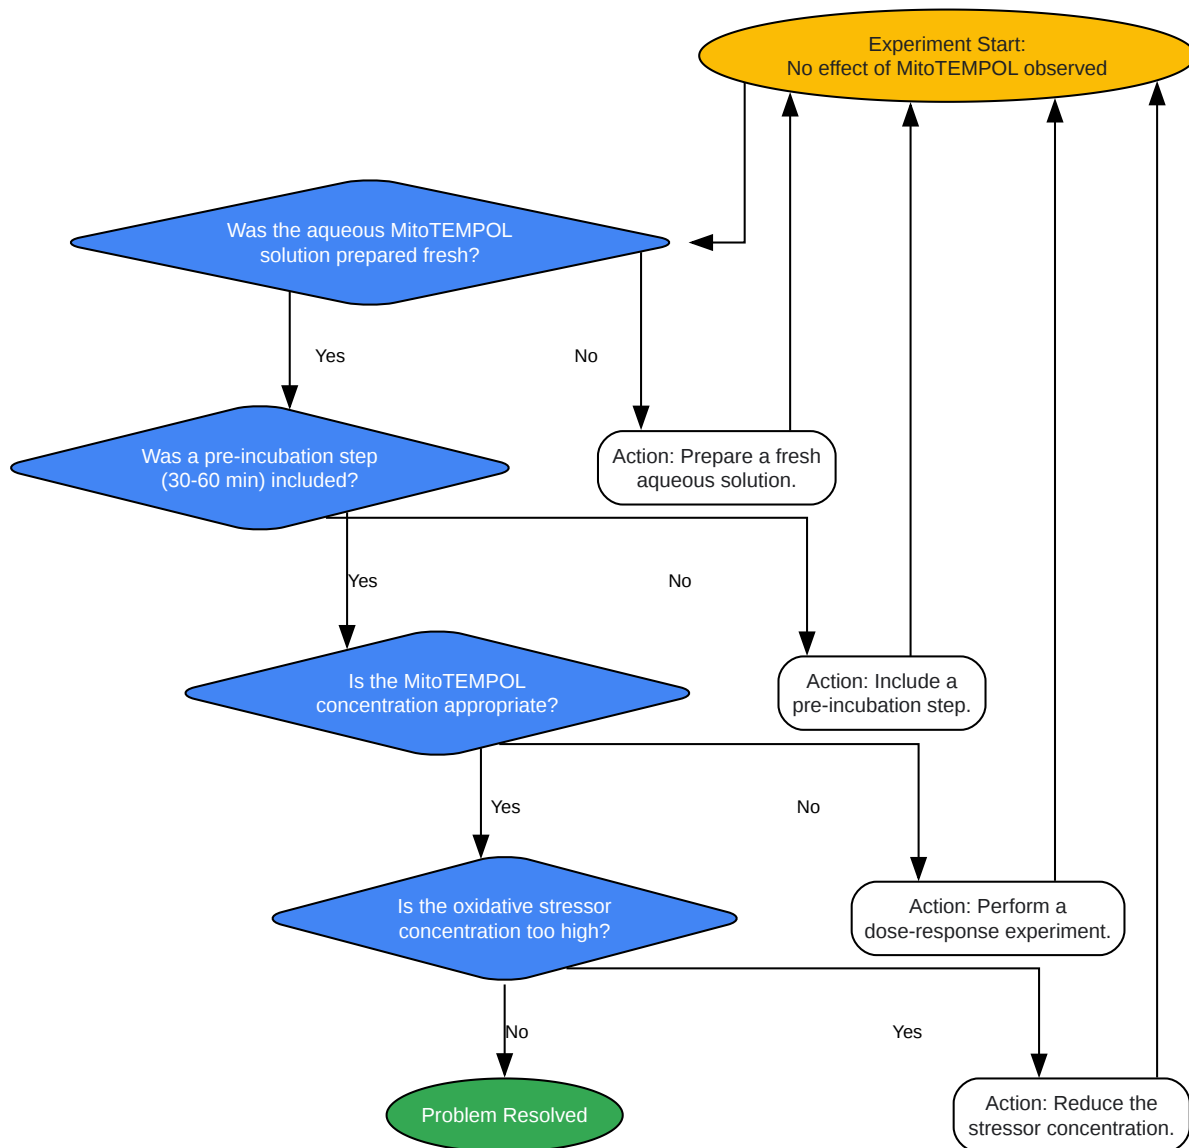 Experiment Start:
No effect of MitoTEMPOL observed
Was the aqueous MitoTEMPOL
solution prepared fresh?
Yes
No
Was a pre-incubation step
(30-60 min) included?
Action: Prepare a fresh
aqueous solution.
Yes
No
Is the MitoTEMPOL
concentration appropriate?
Action: Include a
pre-incubation step.
Yes
No
Is the oxidative stressor
concentration too high?
Action: Perform a
dose-response experiment.
No
Yes
Problem Resolved
Action: Reduce the
stressor concentration.